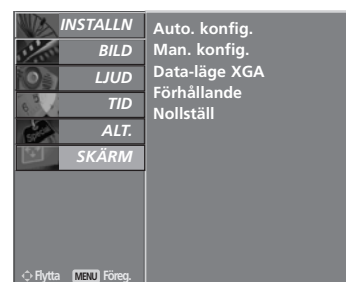 INSTALLN
BILD
LJUD
TID
ALT.
SKÄRM
Auto. konfig.
Man. konfig.
Data-läge XGA
Förhållande
Nollställ
Flytta MENU Föreg.